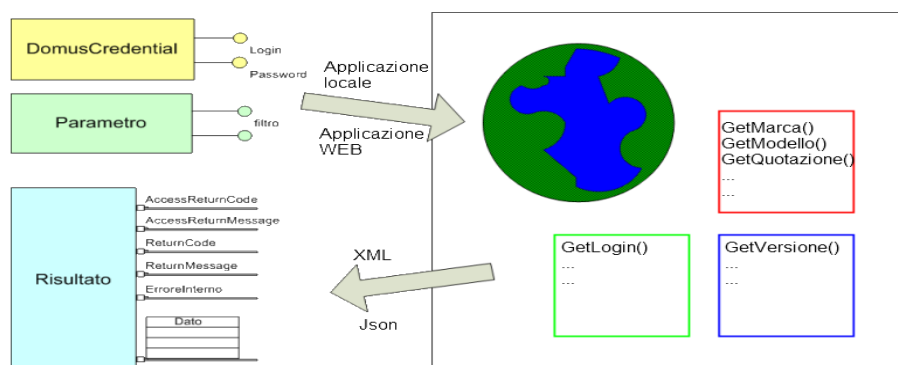 DomusCredential
Login
Password
Parametro
filtro
Applicazione
locale
Applicazione
WEB
GetMarca()
GetModello()
GetQuotazione()
...
...
GetLogin()
...
...
GetVersione()
...
...
XML
Json
Risultato
AccessReturnCode
AccessReturnMessage
ReturnCode
ReturnMessage
ErroreInterno
Dato